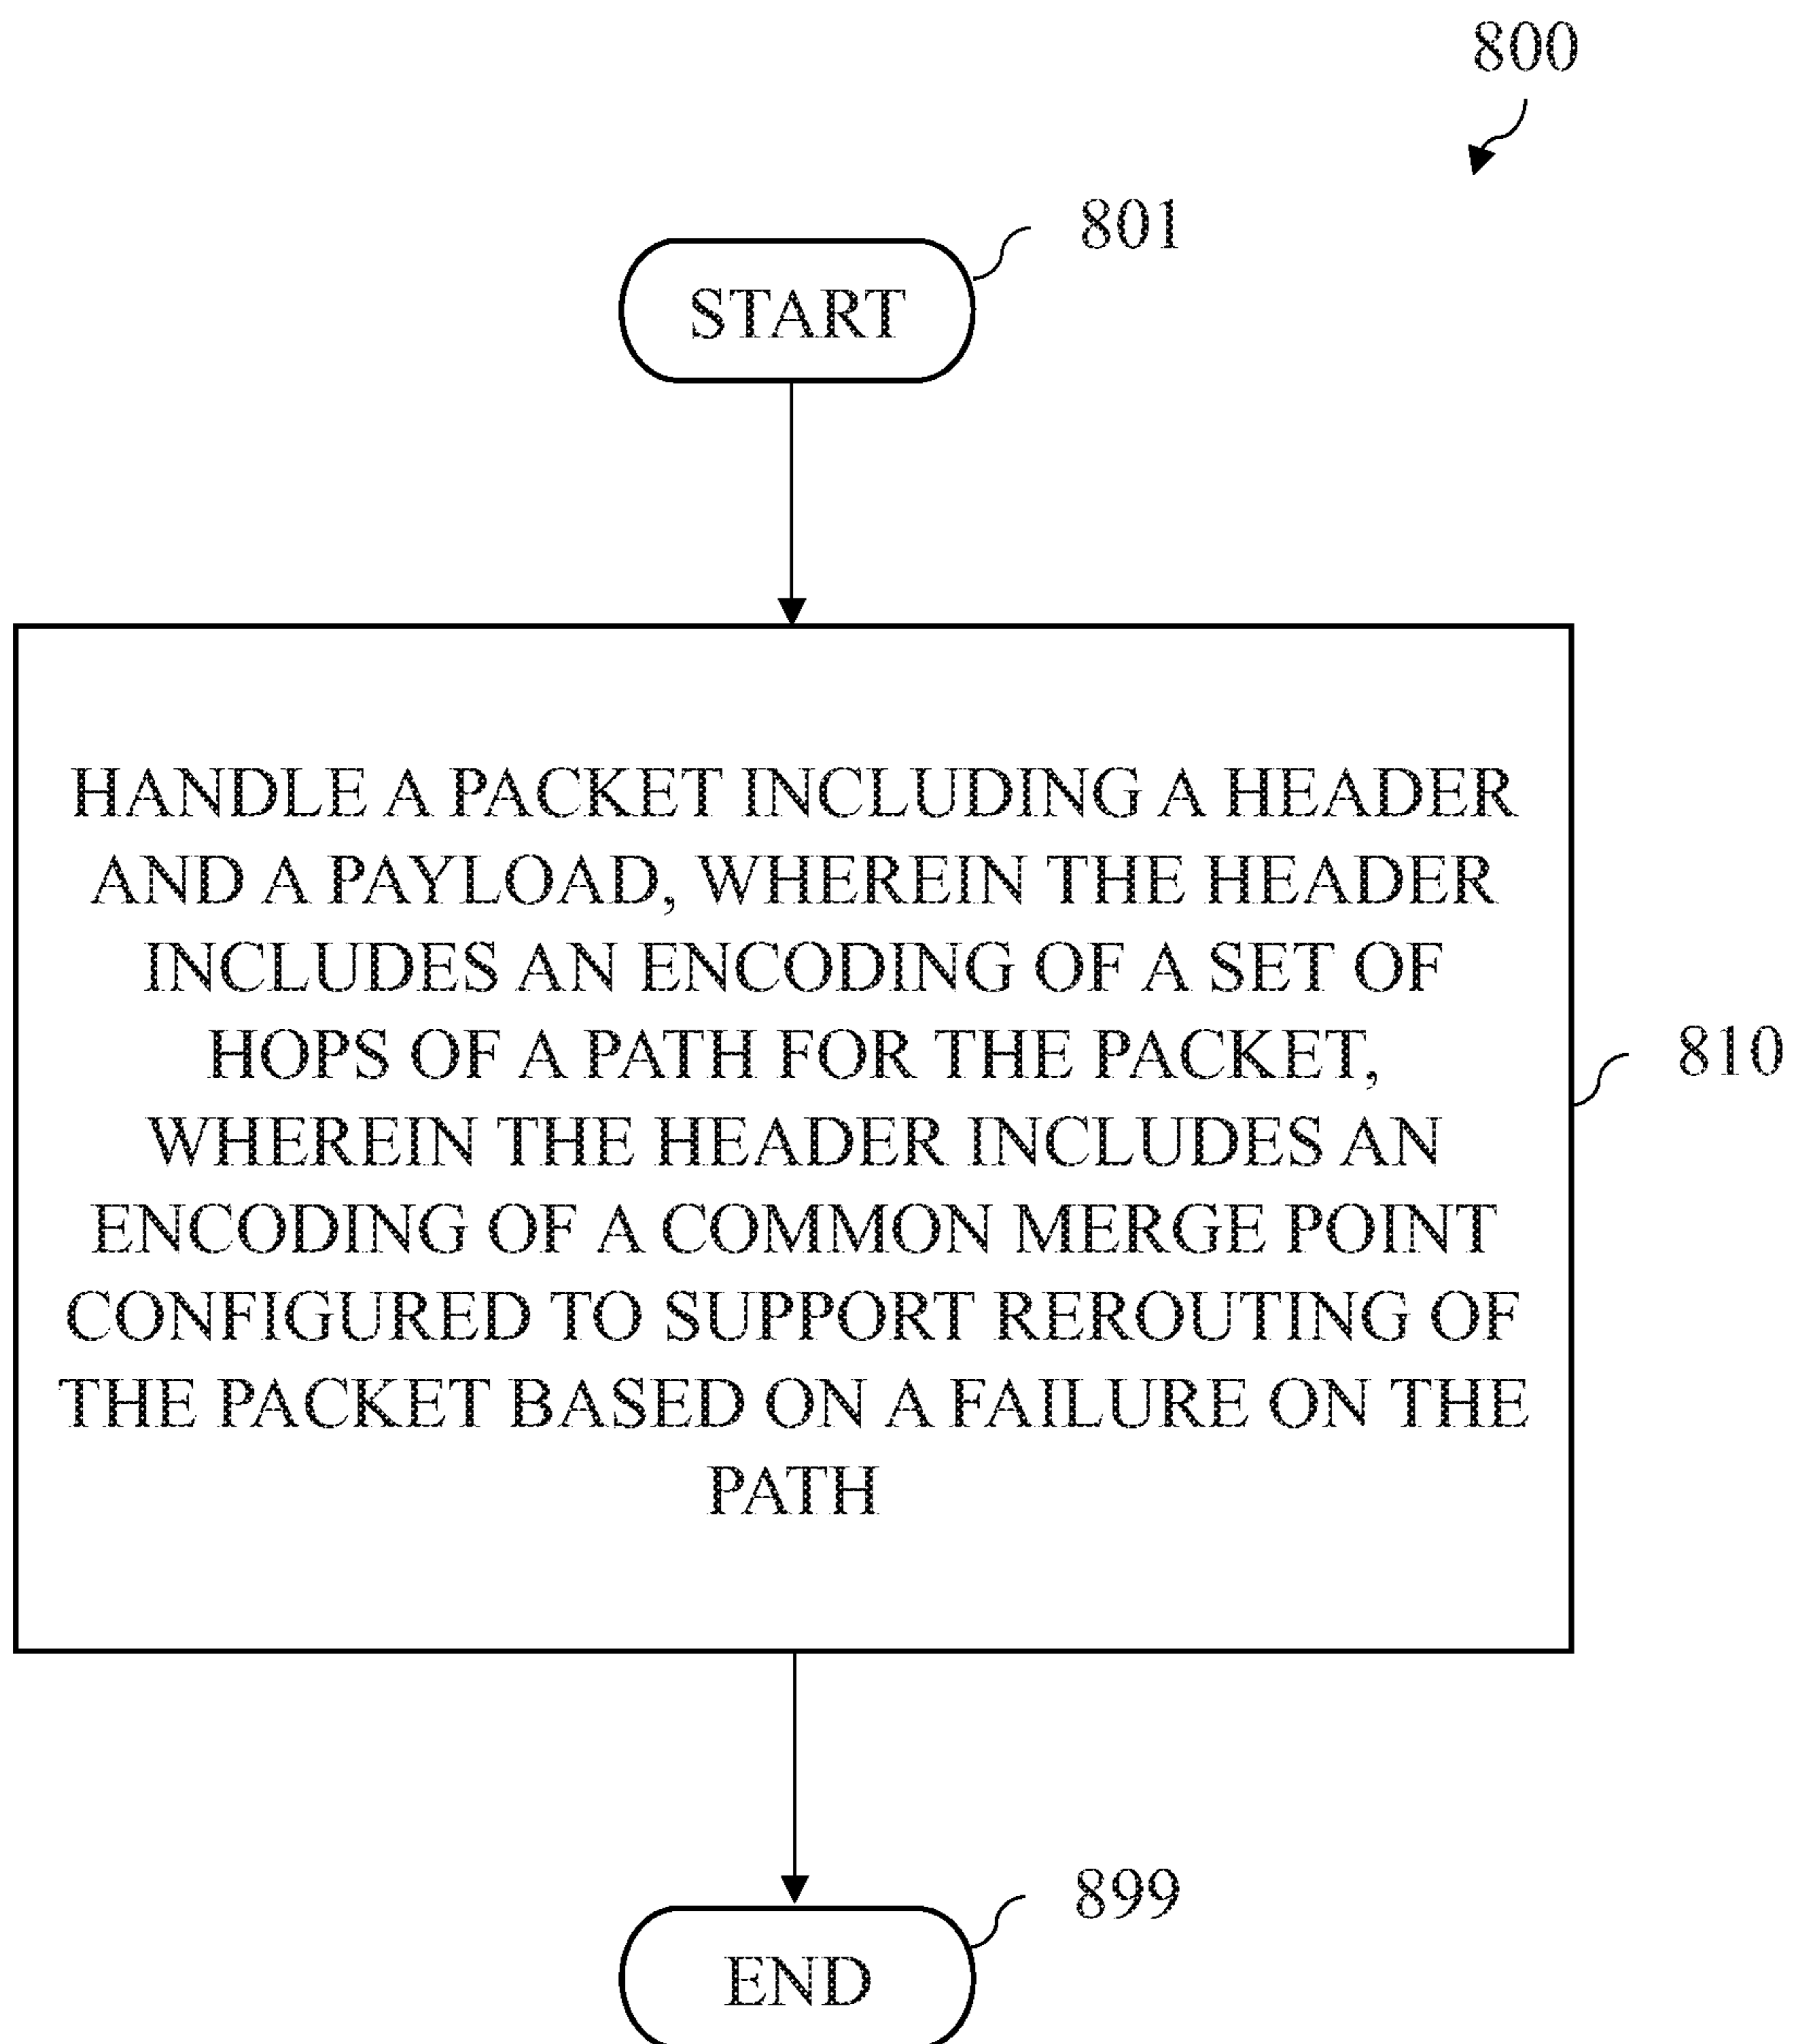 800
801
START
HANDLE A PACKET INCLUDING A HEADER
AND A PAYLOAD, WHEREIN THE HEADER
INCLUDES AN ENCODING OF A SET OF
HOPS OF A PATH FOR THE PACKET,
WHEREIN THE HEADER INCLUDES AN
ENCODING OF A COMMON MERGE POINT
CONFIGURED TO SUPPORT REROUTING OF
THE PACKET BASED ON A FAILURE ON THE
PATH
810
899
END